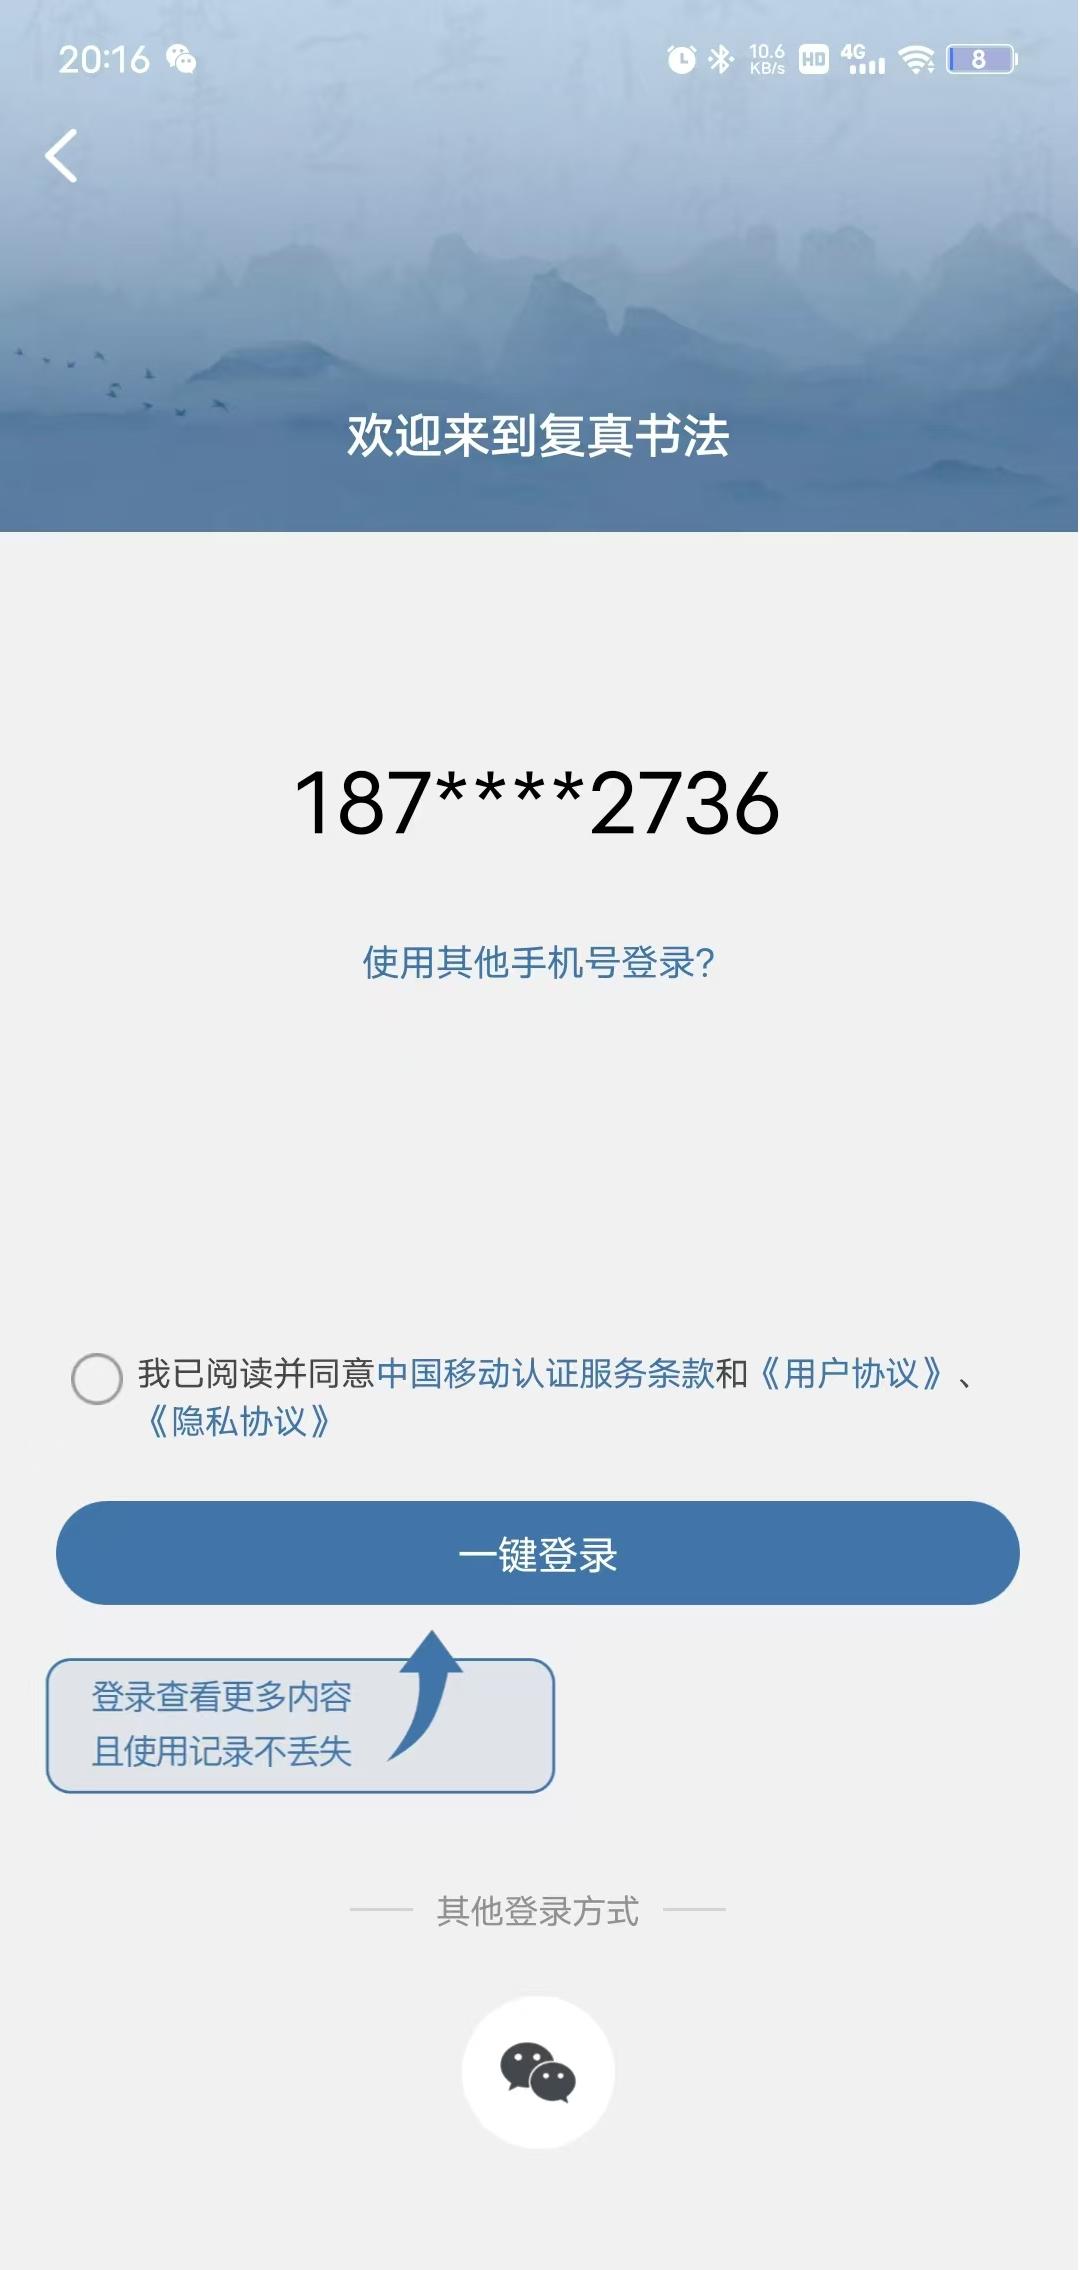 20:16
10.6 KB/s HD 4G 8
欢迎来到复真书法
187****2736
使用其他手机号登录?
我已阅读并同意中国移动认证服务条款和《用户协议》、
《隐私协议》
一键登录
登录查看更多内容
且使用记录不丢失
其他登录方式